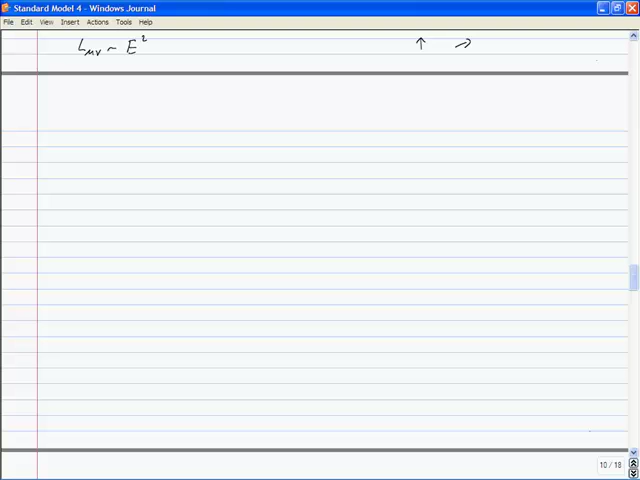 Standard Model 4 - Windows Journal
File Edit View Insert Actions Tools Help
L_μν ~ E² ↑ →
10 / 18